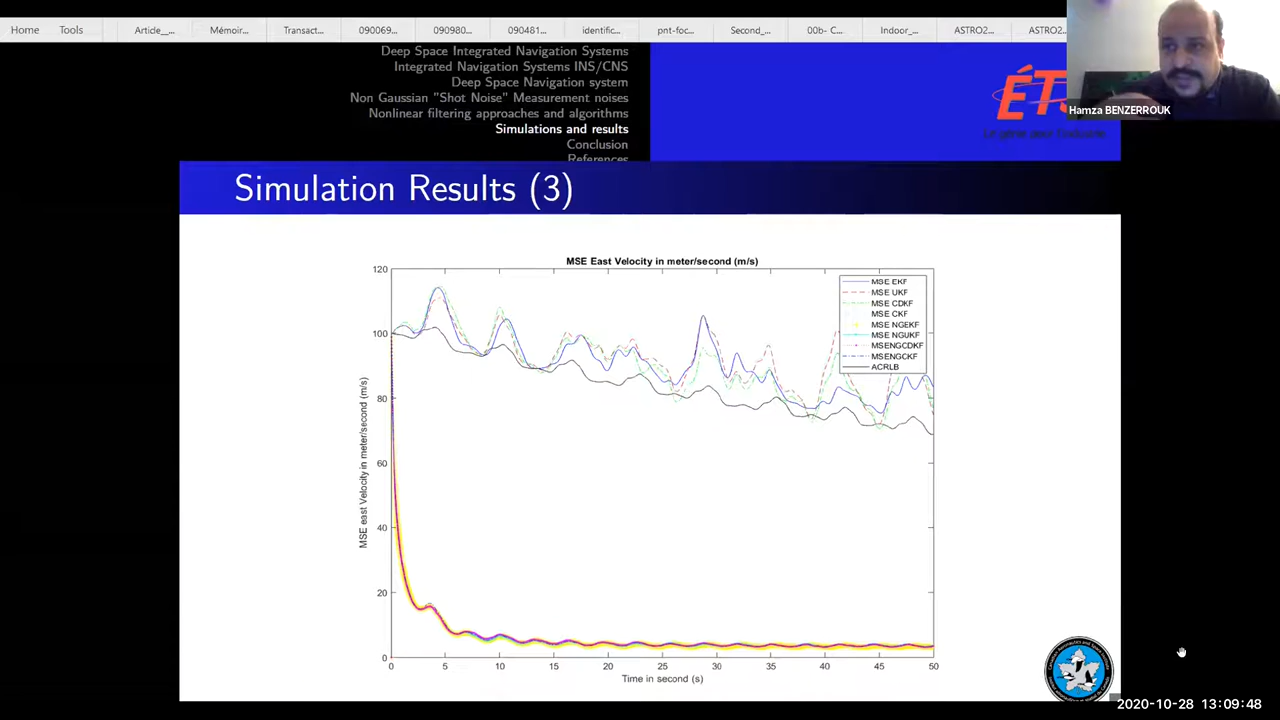 Home Tools Article__... Mémoir... Transact... 090069... 090980... 090481... identific... pnt-foc... Second_... 00b- C... Indoor_... ASTRO2... ASTRO2...
Deep Space Integrated Navigation Systems
Integrated Navigation Systems INS/CNS
Deep Space Navigation system
Non Gaussian "Shot Noise" Measurement noises
Nonlinear filtering approaches and algorithms
Simulations and results
Conclusion
References
ÉTS
Hamza BENZERROUK
Simulation Results (3)
MSE East Velocity in meter/second (m/s)
MSE east Velocity in meter/second (m/s)
120
100
80
60
40
20
0
MSE EKF
MSE UKF
MSE CDKF
MSE CKF
MSE NGEKF
MSE NGUKF
MSENGCDKF
MSENGCKF
ACRLB
0 5 10 15 20 25 30 35 40 45 50
Time in second (s)
2020-10-28 13:09:48